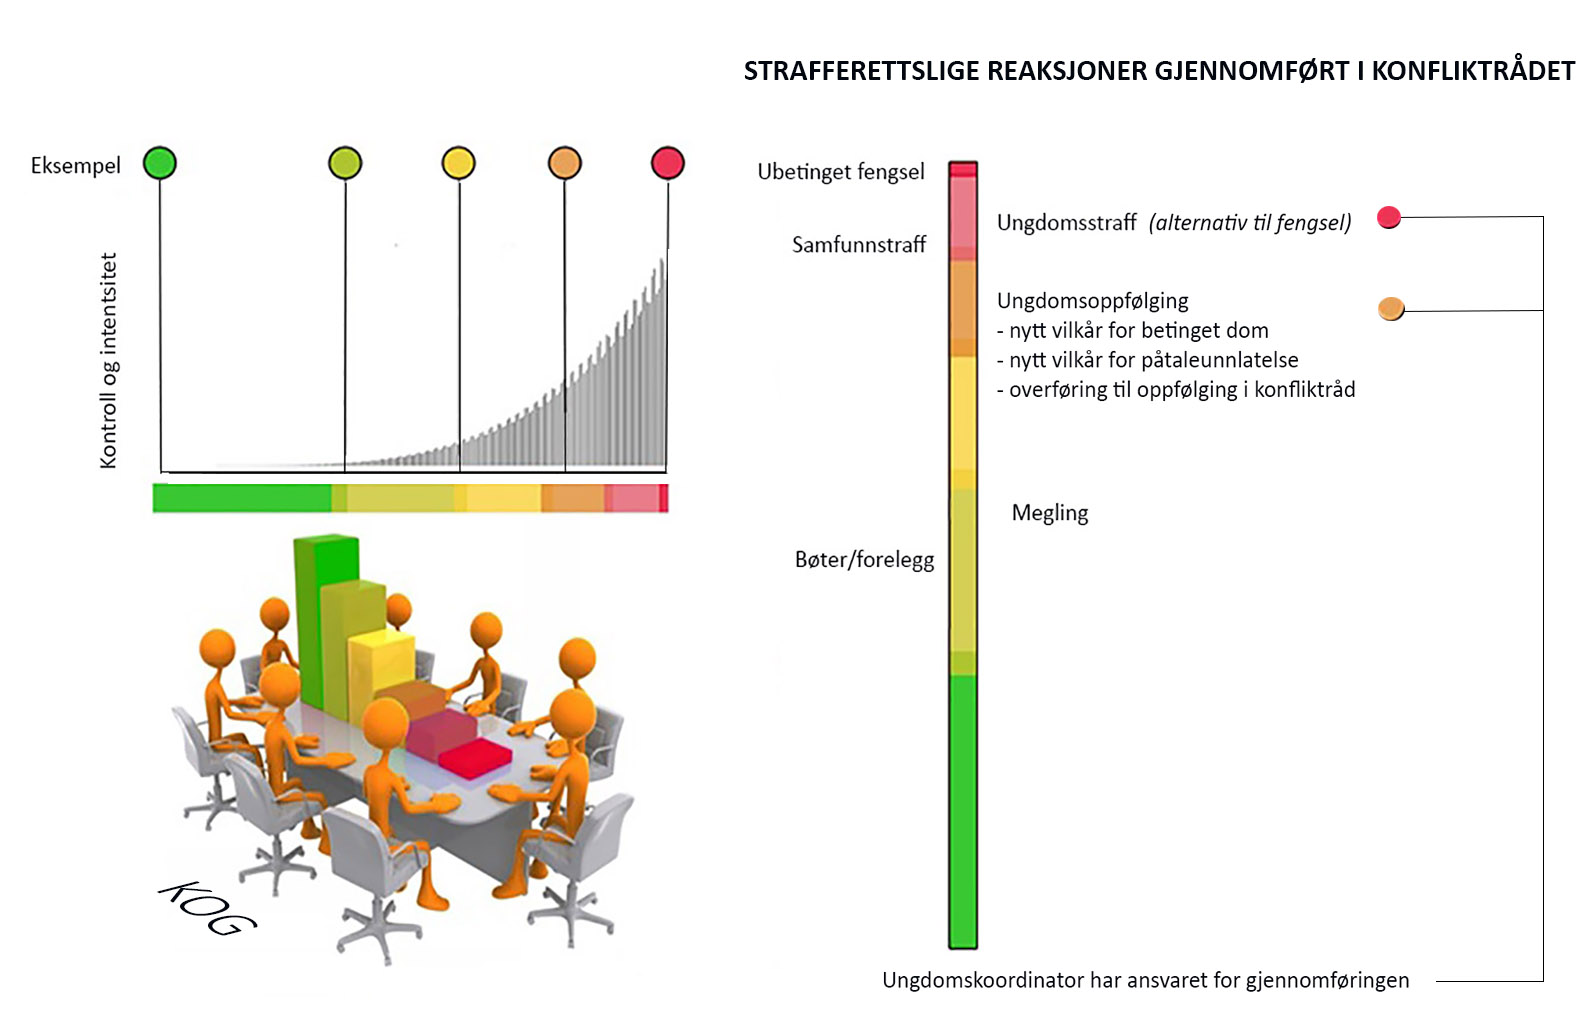 STRAFFERETTSLIGE REAKSJONER GJENNOMFØRT I KONFLIKTRÅDET
Eksempel
Kontroll og intentsitet
KOG
Ubetinget fengsel
Samfunnstraff
Bøter/forelegg
Ungdomsstraff (alternativ til fengsel)
Ungdomsoppfølging
- nytt vilkår for betinget dom
- nytt vilkår for påtaleunnlatelse
- overføring til oppfølging i konfliktråd
Megling
Ungdomskoordinator har ansvaret for gjennomføringen